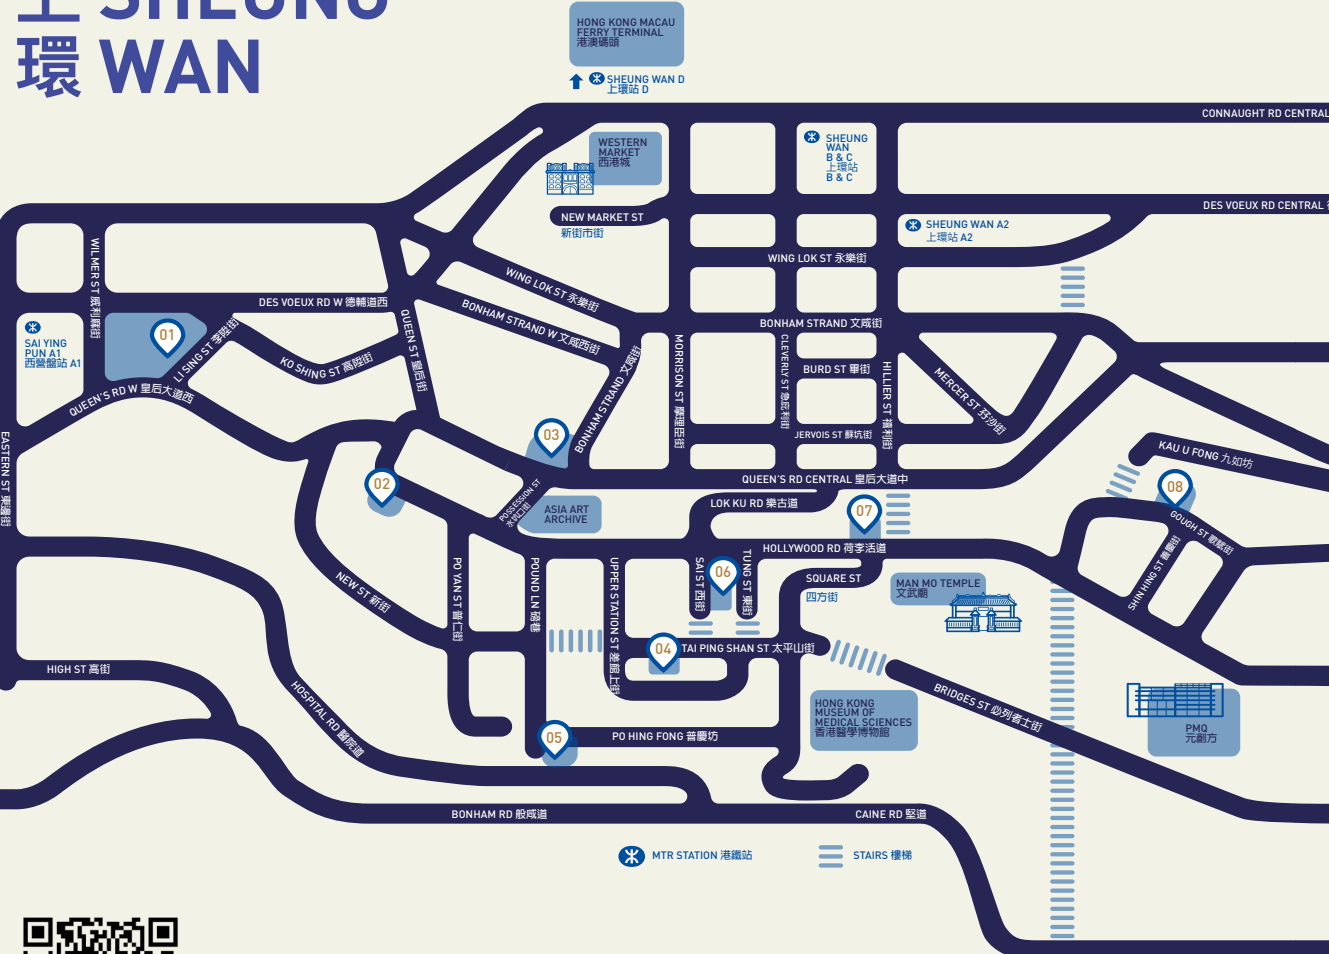 上 SHEUNG
環 WAN
HONG KONG MACAU
FERRY TERMINAL
港澳碼頭
SHEUNG WAN D
上環站 D
CONNAUGHT RD CENTRAL
WESTERN
MARKET
西港城
SHEUNG
WAN
B & C
上環站
B & C
NEW MARKET ST
新街市街
DES VOEUX RD CENTRAL
SHEUNG WAN A2
上環站 A2
WING LOK ST 永樂街
WILMER ST 威利麻街
WING LOK ST 永樂街
DES VOEUX RD W 德輔道西
BONHAM STRAND W 文咸西街
QUEEN ST 皇后街
BONHAM STRAND 文咸街
SAI YING
PUN A1
西營盤站 A1
01
LI SING ST 李陞街
KO SHING ST 高陞街
QUEEN'S RD W 皇后大道西
BONHAM STRAND 文咸街
MORRISON ST 摩理臣街
CLEVERLY ST 急庇利街
BURD ST 畢街
HILLIER ST 禧利街
MERCER ST 孖沙街
JERVOIS ST 蘇杭街
EASTERN ST 東邊街
03
02
QUEEN'S RD CENTRAL 皇后大道中
KAU U FONG 九如坊
POSSESSION ST
水坑口街
ASIA ART
ARCHIVE
LOK KU RD 樂古道
07
08
GOUGH ST 歌賦街
HOLLYWOOD RD 荷李活道
SHIN HING ST 善慶街
NEW ST 新街
PO YAN ST 普仁街
POUND LN 磅巷
UPPER STATION ST 差館上街
SAI ST 西街
06
TUNG ST 東街
SQUARE ST
四方街
MAN MO TEMPLE
文武廟
04
TAI PING SHAN ST 太平山街
HIGH ST 高街
HOSPITAL RD 醫院道
BRIDGES ST 必列者士街
HONG KONG
MUSEUM OF
MEDICAL SCIENCES
香港醫學博物館
PMQ
元創方
05
PO HING FONG 普慶坊
BONHAM RD 般咸道
CAINE RD 堅道
MTR STATION 港鐵站
STAIRS 樓梯